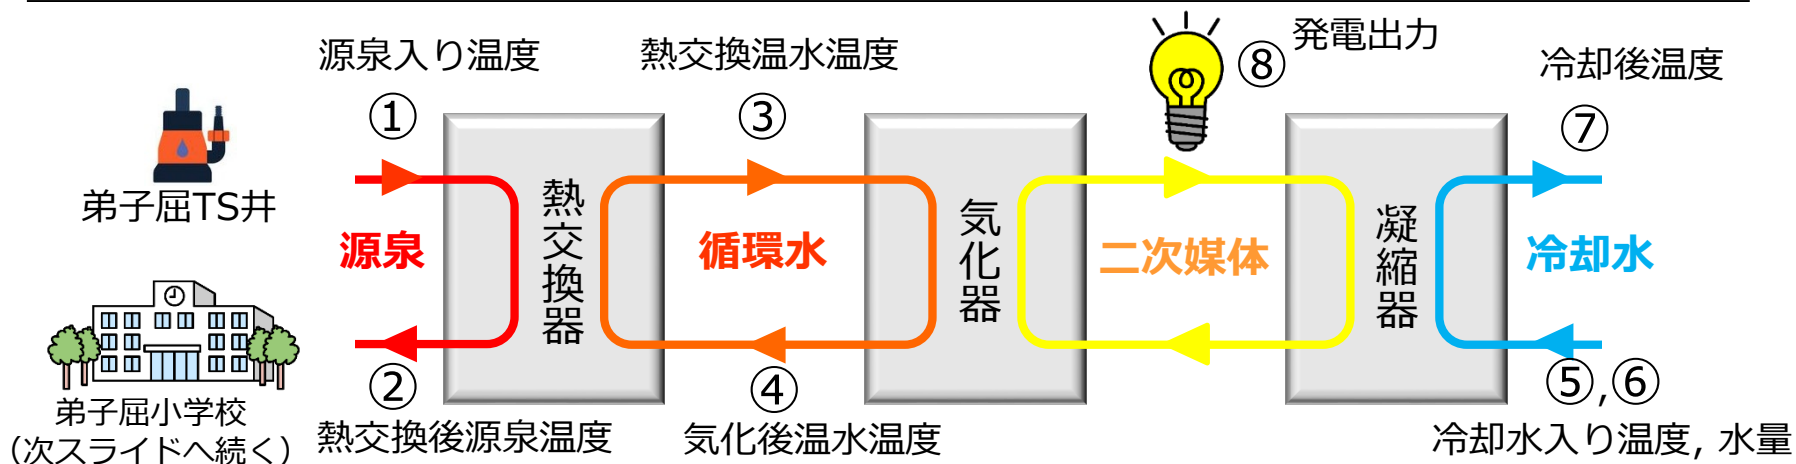 源泉入り温度
①
熱交換温水温度
③
⑧
発電出力
冷却後温度
⑦
弟子屈TS井
源泉
熱交換器
循環水
気化器
二次媒体
凝縮器
冷却水
弟子屈小学校
（次スライドへ続く）
②
熱交換後源泉温度
④
気化後温水温度
⑤,⑥
冷却水入り温度, 水量